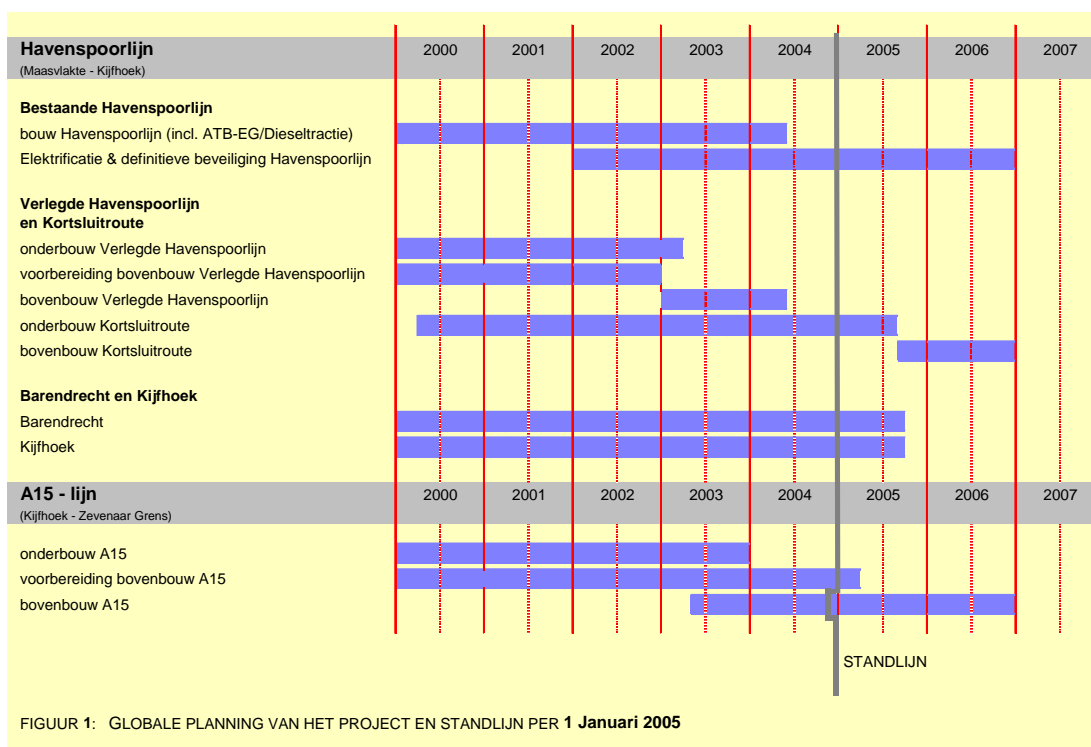 Havenspoorlijn 2000 2001 2002 2003 2004 2005 2006 2007
(Maasvlakte - Kijfhoek)
Bestaande Havenspoorlijn
bouw Havenspoorlijn (incl. ATB-EG/Dieseltractie)
Elektrificatie & definitieve beveiliging Havenspoorlijn
Verlegde Havenspoorlijn
en Kortsluitroute
onderbouw Verlegde Havenspoorlijn
voorbereiding bovenbouw Verlegde Havenspoorlijn
bovenbouw Verlegde Havenspoorlijn
onderbouw Kortsluitroute
bovenbouw Kortsluitroute
Barendrecht en Kijfhoek
Barendrecht
Kijfhoek
A15 - lijn 2000 2001 2002 2003 2004 2005 2006 2007
(Kijfhoek - Zevenaar Grens)
onderbouw A15
voorbereiding bovenbouw A15
bovenbouw A15
STANDLIJN
FIGUUR 1: GLOBALE PLANNING VAN HET PROJECT EN STANDLIJN PER 1 Januari 2005